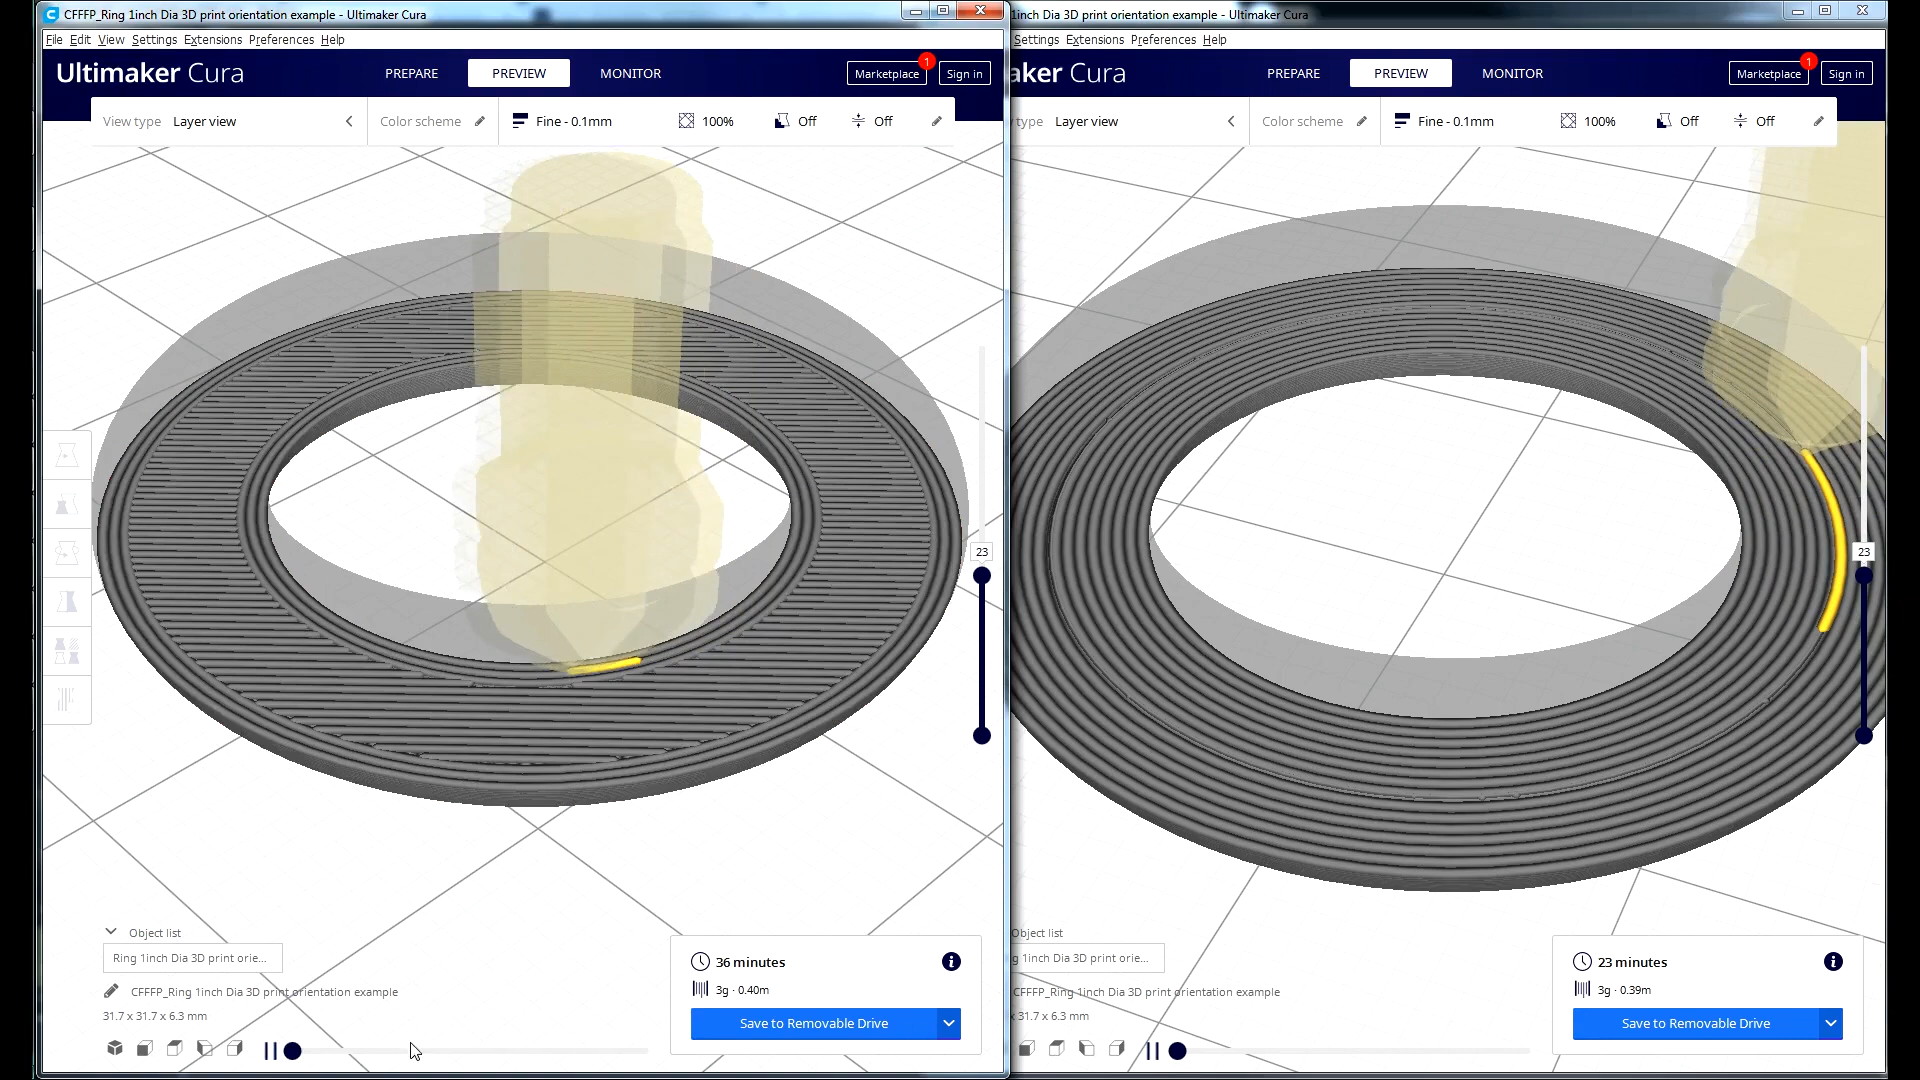 CFFFP_Ring 1inch Dia 3D print orientation example - Ultimaker Cura
File Edit View Settings Extensions Preferences Help
Ultimaker Cura
PREPARE PREVIEW MONITOR
Marketplace 1 Sign in
View type Layer view Color scheme Fine - 0.1mm 100% Off Off
23
Object list
Ring 1inch Dia 3D print orie...
CFFFP_Ring 1inch Dia 3D print orientation example
31.7 x 31.7 x 6.3 mm
36 minutes
3g · 0.40m
Save to Removable Drive
1inch Dia 3D print orientation example - Ultimaker Cura
Settings Extensions Preferences Help
aker Cura
PREPARE PREVIEW MONITOR
Marketplace 1 Sign in
type Layer view Color scheme Fine - 0.1mm 100% Off Off
23
Object list
g 1inch Dia 3D print orie...
CFFFP_Ring 1inch Dia 3D print orientation example
31.7 x 6.3 mm
23 minutes
3g · 0.39m
Save to Removable Drive